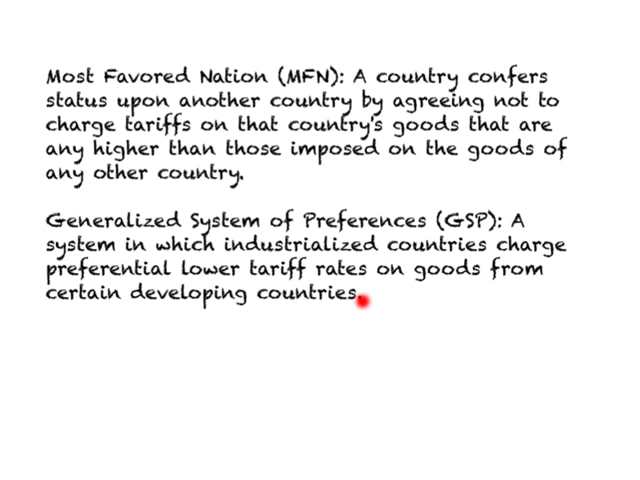 Most Favored Nation (MFN): A country confers
status upon another country by agreeing not to
charge tariffs on that country's goods that are
any higher than those imposed on the goods of
any other country.
Generalized System of Preferences (GSP): A
system in which industrialized countries charge
preferential lower tariff rates on goods from
certain developing countries.